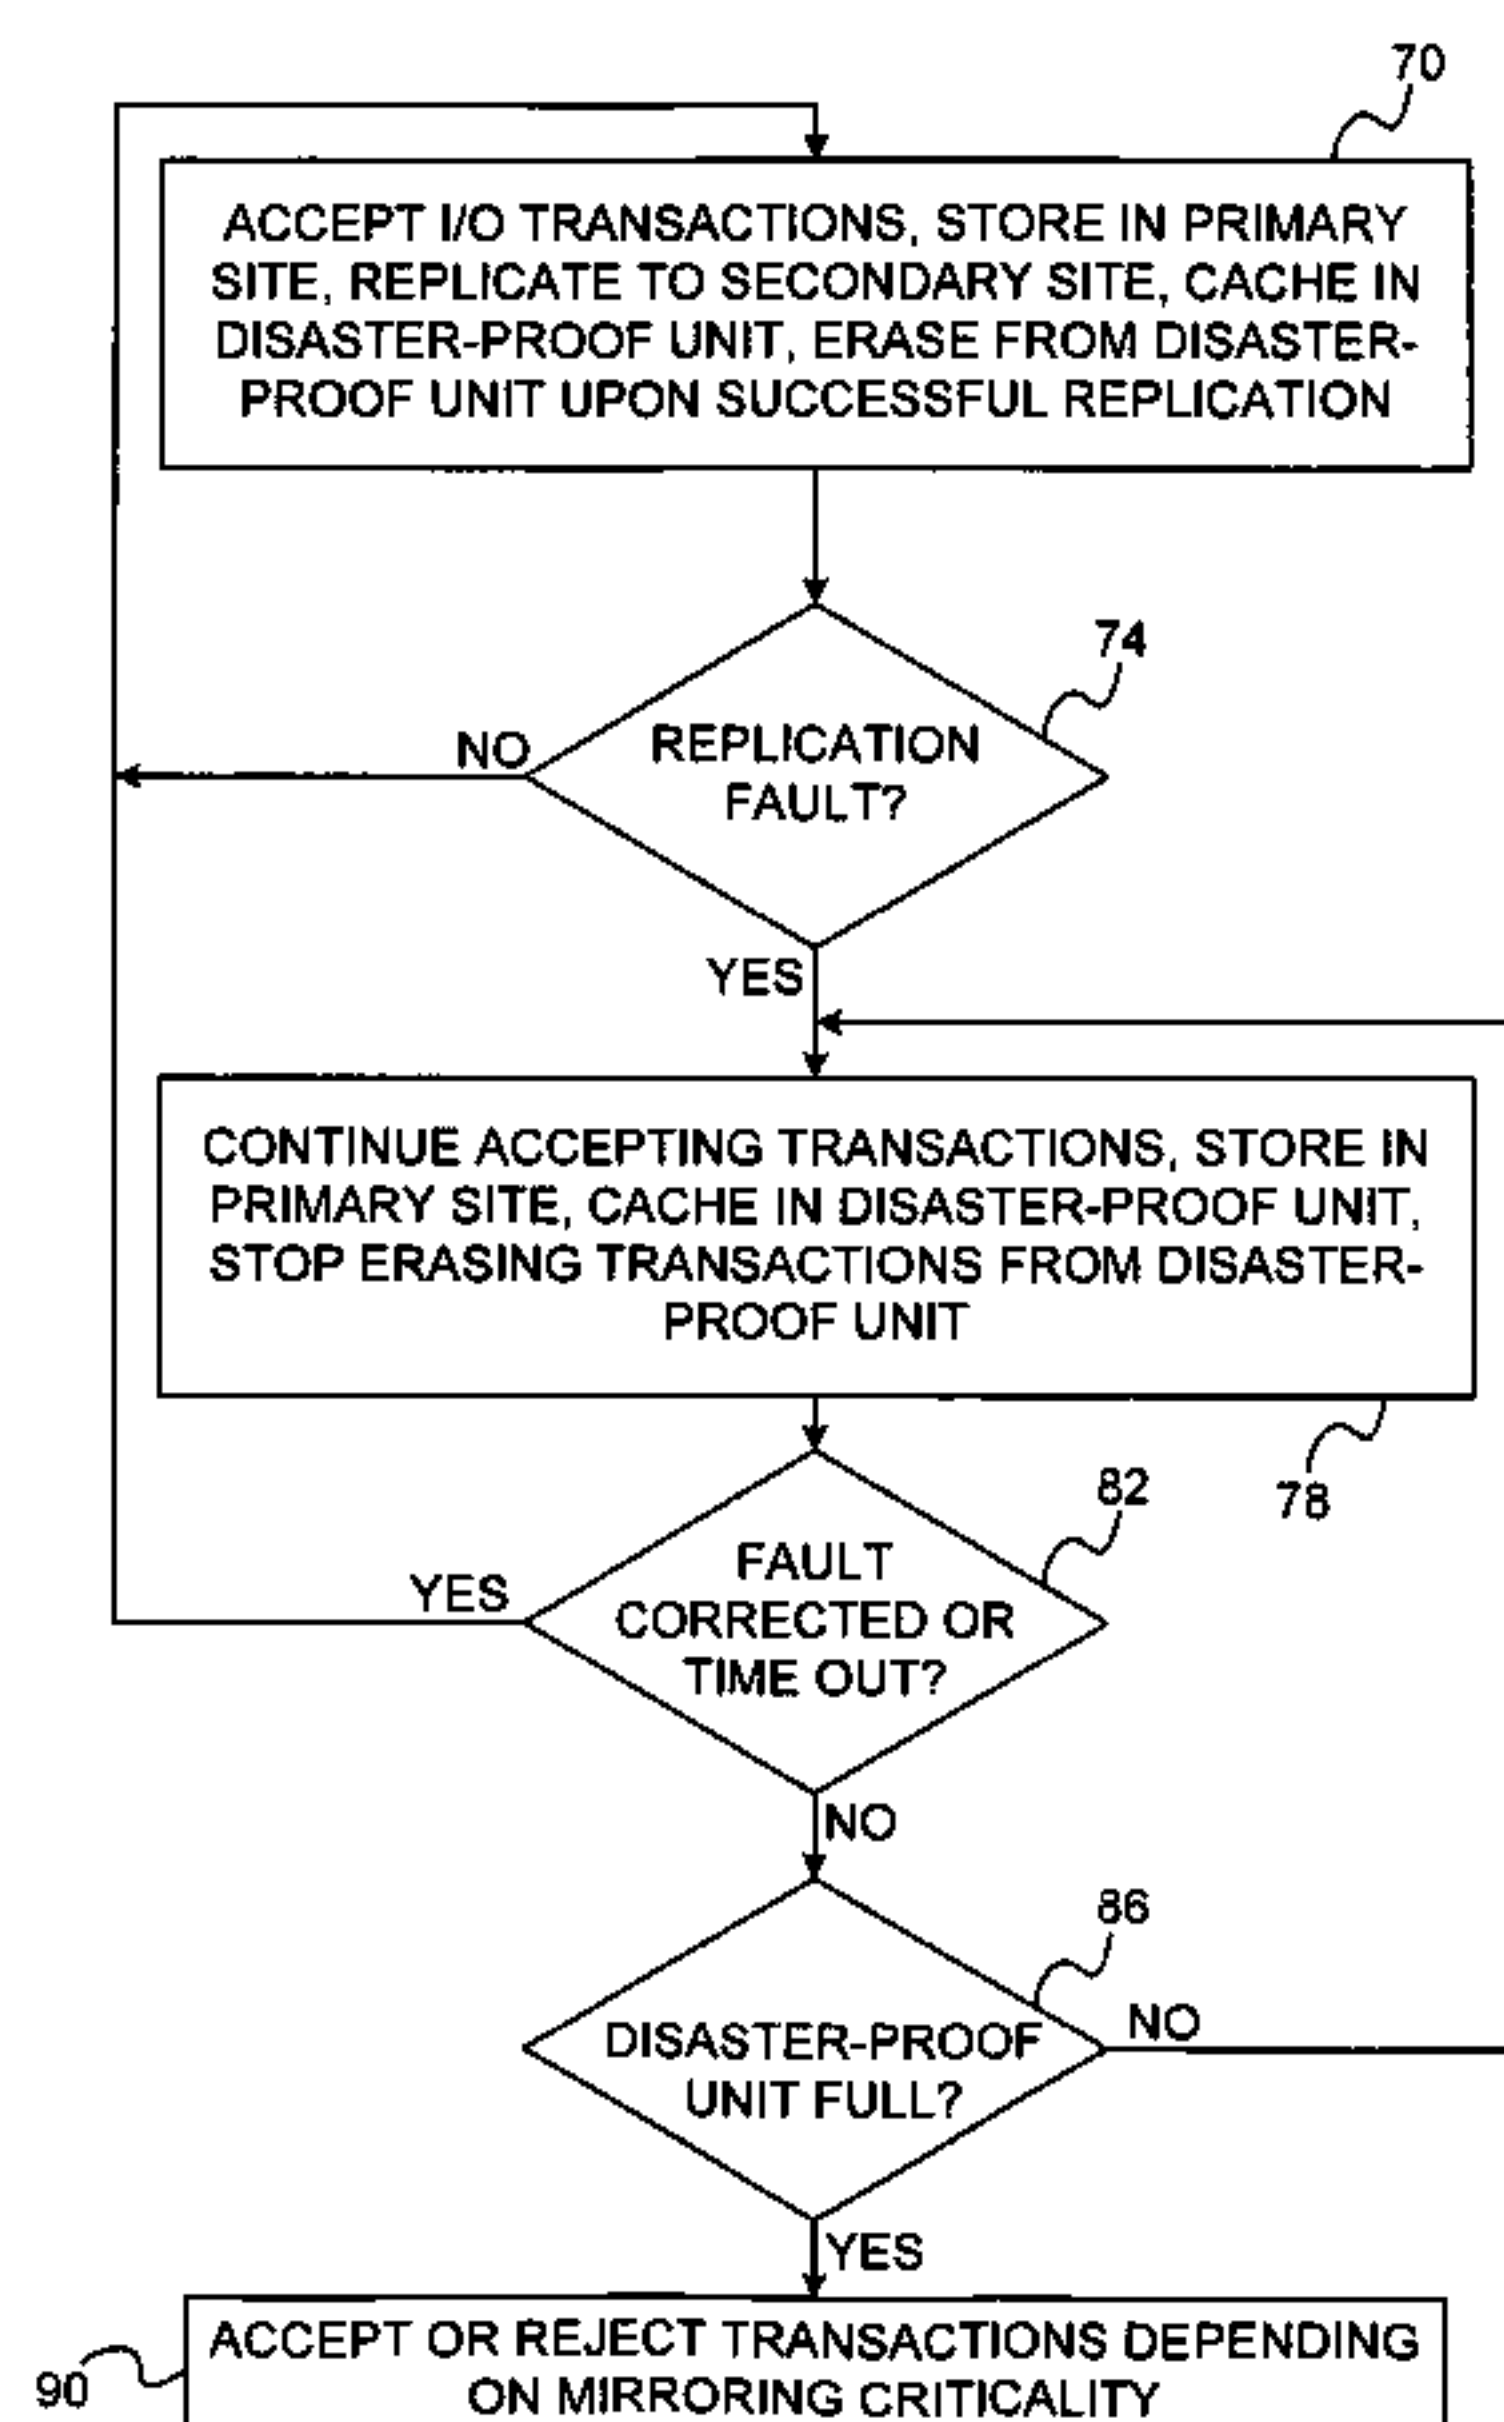 70
ACCEPT I/O TRANSACTIONS, STORE IN PRIMARY
SITE, REPLICATE TO SECONDARY SITE, CACHE IN
DISASTER-PROOF UNIT, ERASE FROM DISASTER-
PROOF UNIT UPON SUCCESSFUL REPLICATION
74
NO
REPLICATION
FAULT?
YES
CONTINUE ACCEPTING TRANSACTIONS, STORE IN
PRIMARY SITE, CACHE IN DISASTER-PROOF UNIT,
STOP ERASING TRANSACTIONS FROM DISASTER-
PROOF UNIT
78
82
YES
FAULT
CORRECTED OR
TIME OUT?
NO
86
DISASTER-PROOF
UNIT FULL?
NO
YES
90
ACCEPT OR REJECT TRANSACTIONS DEPENDING
ON MIRRORING CRITICALITY